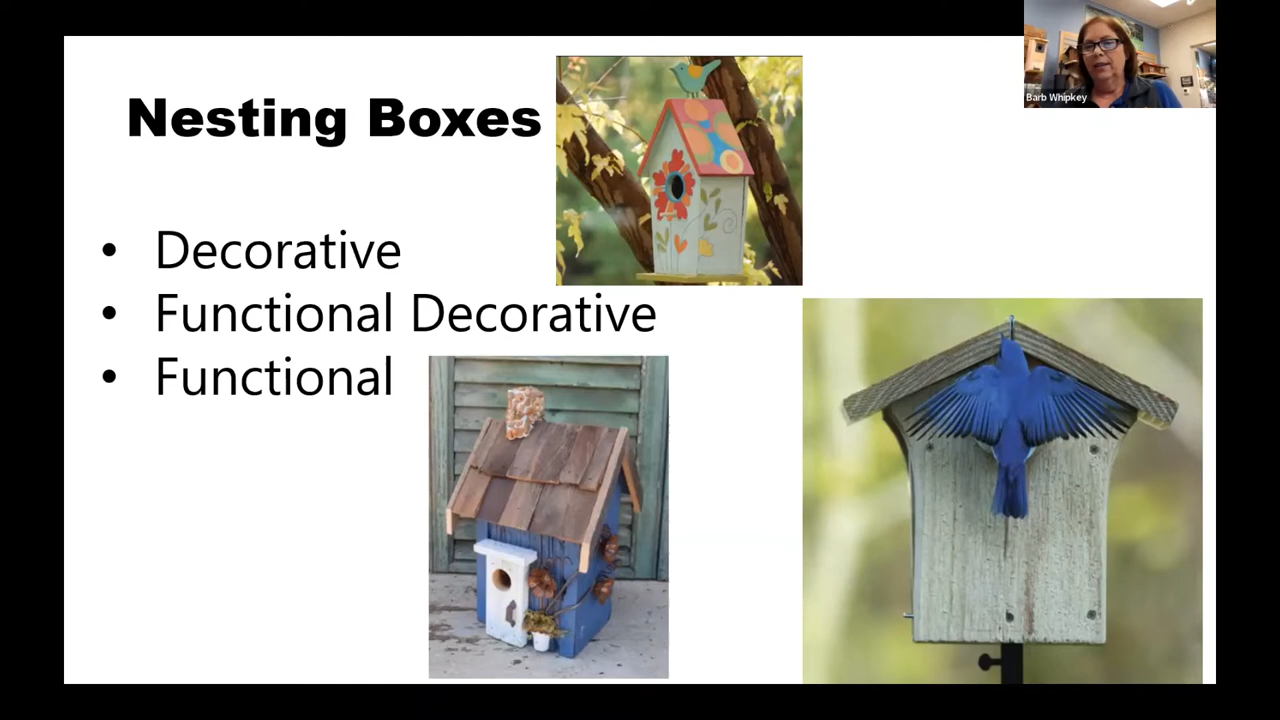 Nesting Boxes
• Decorative
• Functional Decorative
• Functional
Barb Whipkey